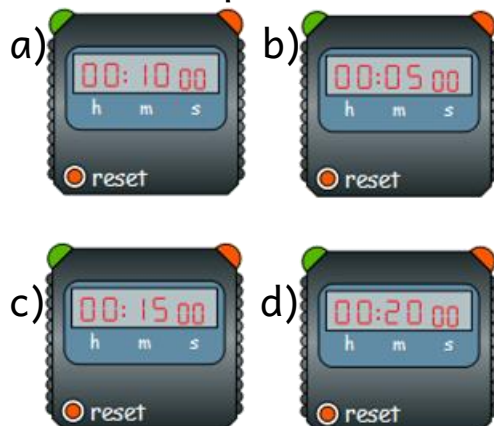 a) 00:10 00
h m s
reset
b) 00:05 00
h m s
reset
c) 00:15 00
h m s
reset
d) 00:20 00
h m s
reset